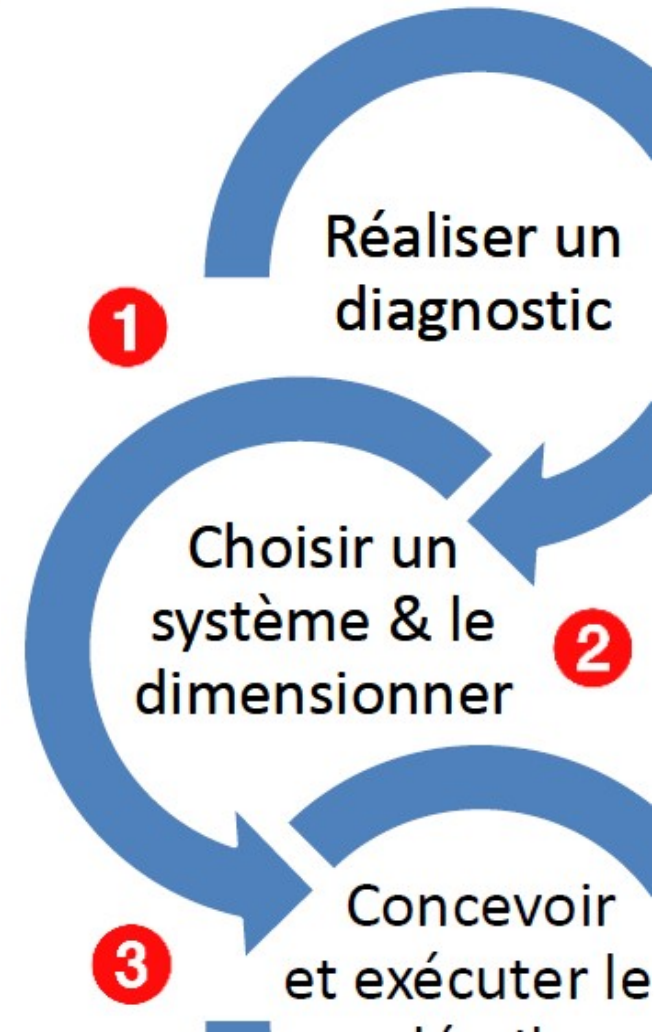 Réaliser un
diagnostic
1
Choisir un
système & le
2
dimensionner
Concevoir
3
et exécuter le